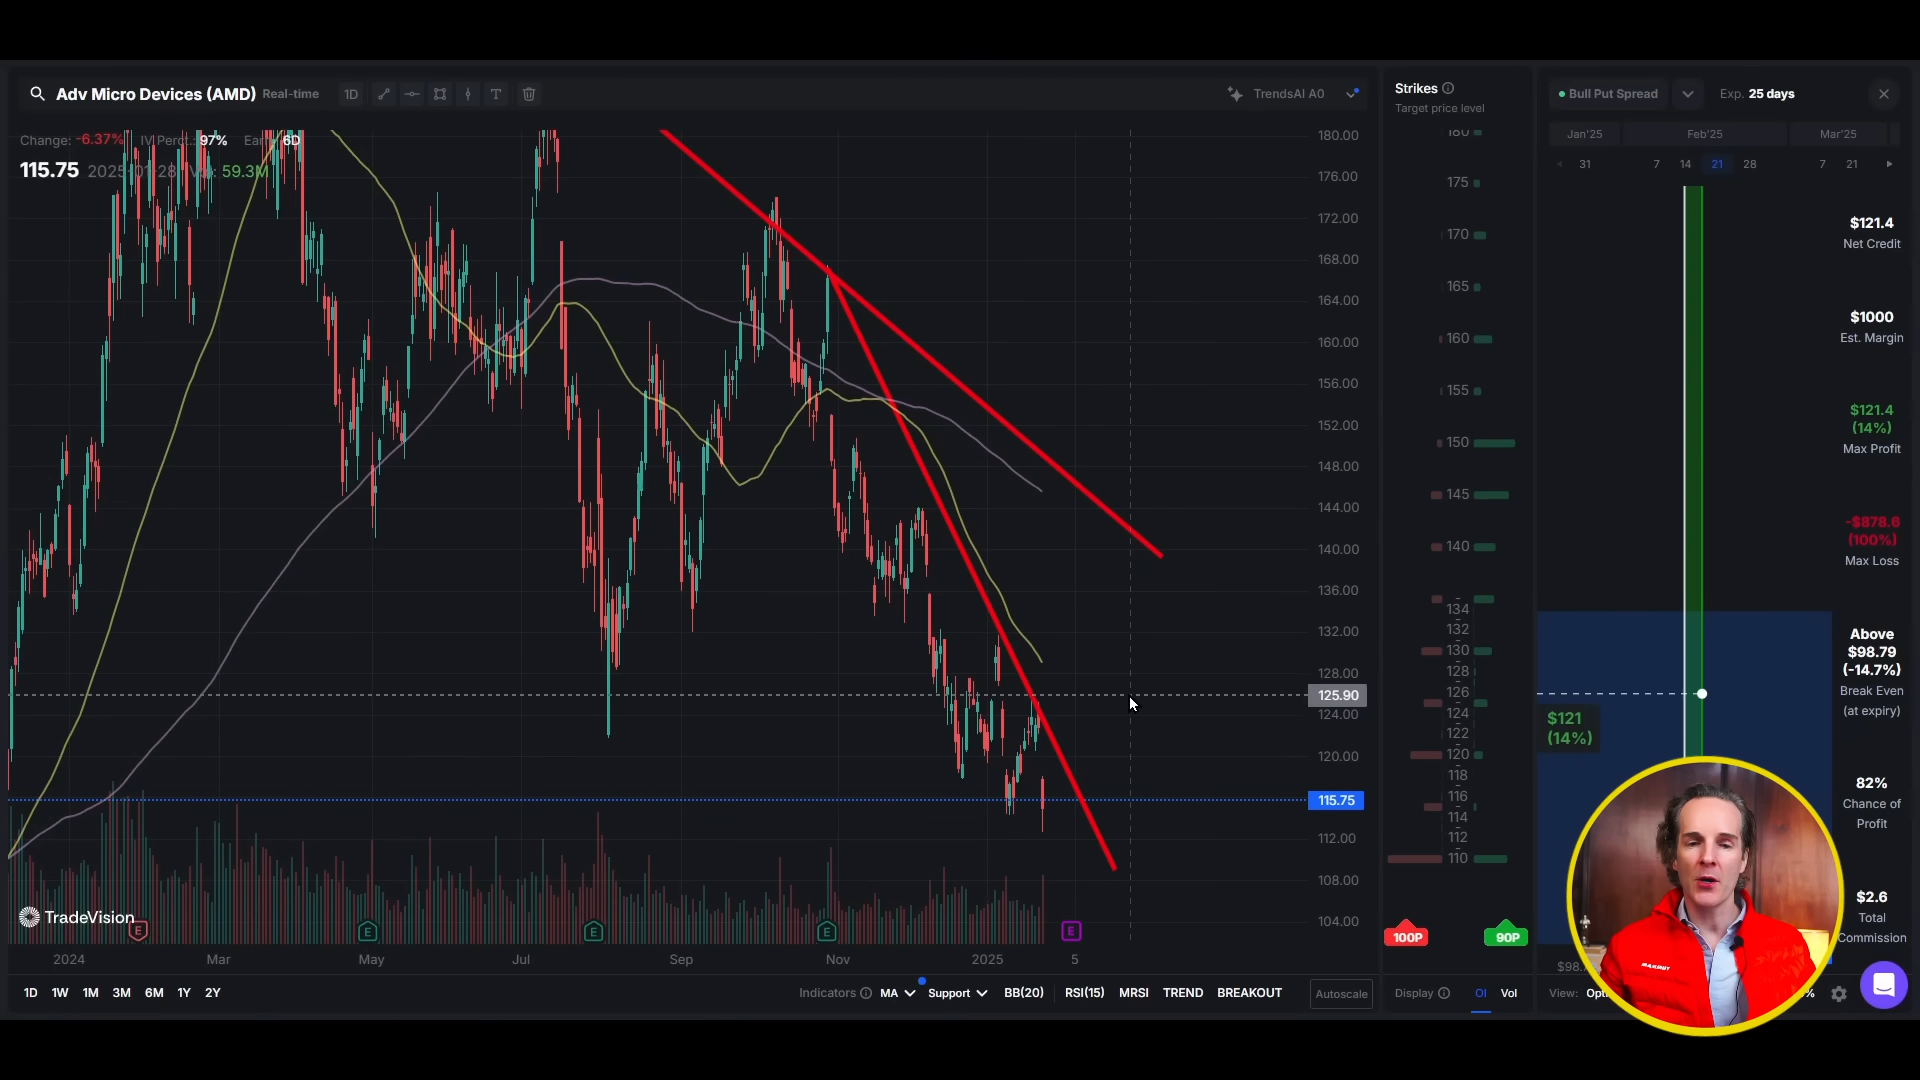 Adv Micro Devices (AMD) Real-time 1D T TrendsAI A0
Change: -6.37% IV Perct.: 97% 6D
115.75 59.3M
180.00
176.00
172.00
168.00
164.00
160.00
156.00
152.00
148.00
144.00
140.00
136.00
132.00
128.00
125.90
124.00
120.00
115.75
112.00
108.00
104.00
TradeVision
E E E E E
2024 Mar May Jul Sep Nov 2025 5
1D 1W 1M 3M 6M 1Y 2Y
Indicators MA Support BB(20) RSI(15) MRSI TREND BREAKOUT Autoscale
Strikes
Target price level
180
175
170
165
160
155
150
145
140
134
132
130
128
126
124
122
120
118
116
114
112
110
100P 90P
Display OI Vol
Bull Put Spread Exp. 25 days
Jan'25 Feb'25 Mar'25
31 7 14 21 28 7 21
$121.4
Net Credit
$1000
Est. Margin
$121.4
(14%)
Max Profit
-$878.6
(100%)
Max Loss
Above
$98.79
(-14.7%)
Break Even
(at expiry)
$121
(14%)
82%
Chance of
Profit
$2.6
Total
Commission
View:
MAMMUT